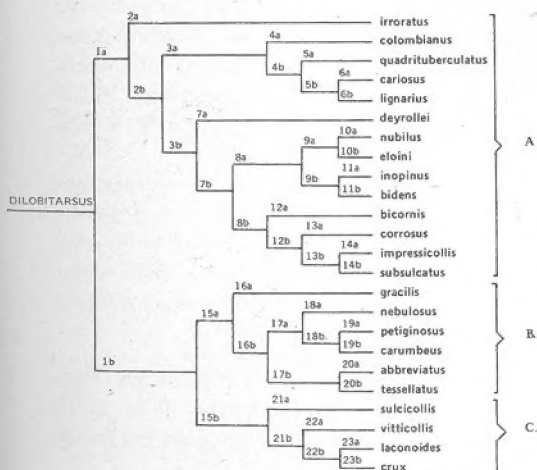 2a irroratus
1a 4a colombianus
3a 5a quadrituberculatus
4b 6a cariosus
2b 5b 6b lignarius
7a deyrollei
10a nubilus
3b 9a 10b eloini
8a 11a inopinus
7b 9b 11b bidens
12a bicornis
DILOBITARSUS 8b 13a corrosus
12b 14a impressicollis
13b 14b subsulcatus
A
16a gracilis
15a 18a nebulosus
17a 19a petiginosus
16b 18b 19b carumbeus
1b 20a abbreviatus
17b 20b tessellatus
B.
21a sulcicollis
15b 22a vitticollis
21b 23a laconoides
22b 23b crux
C.